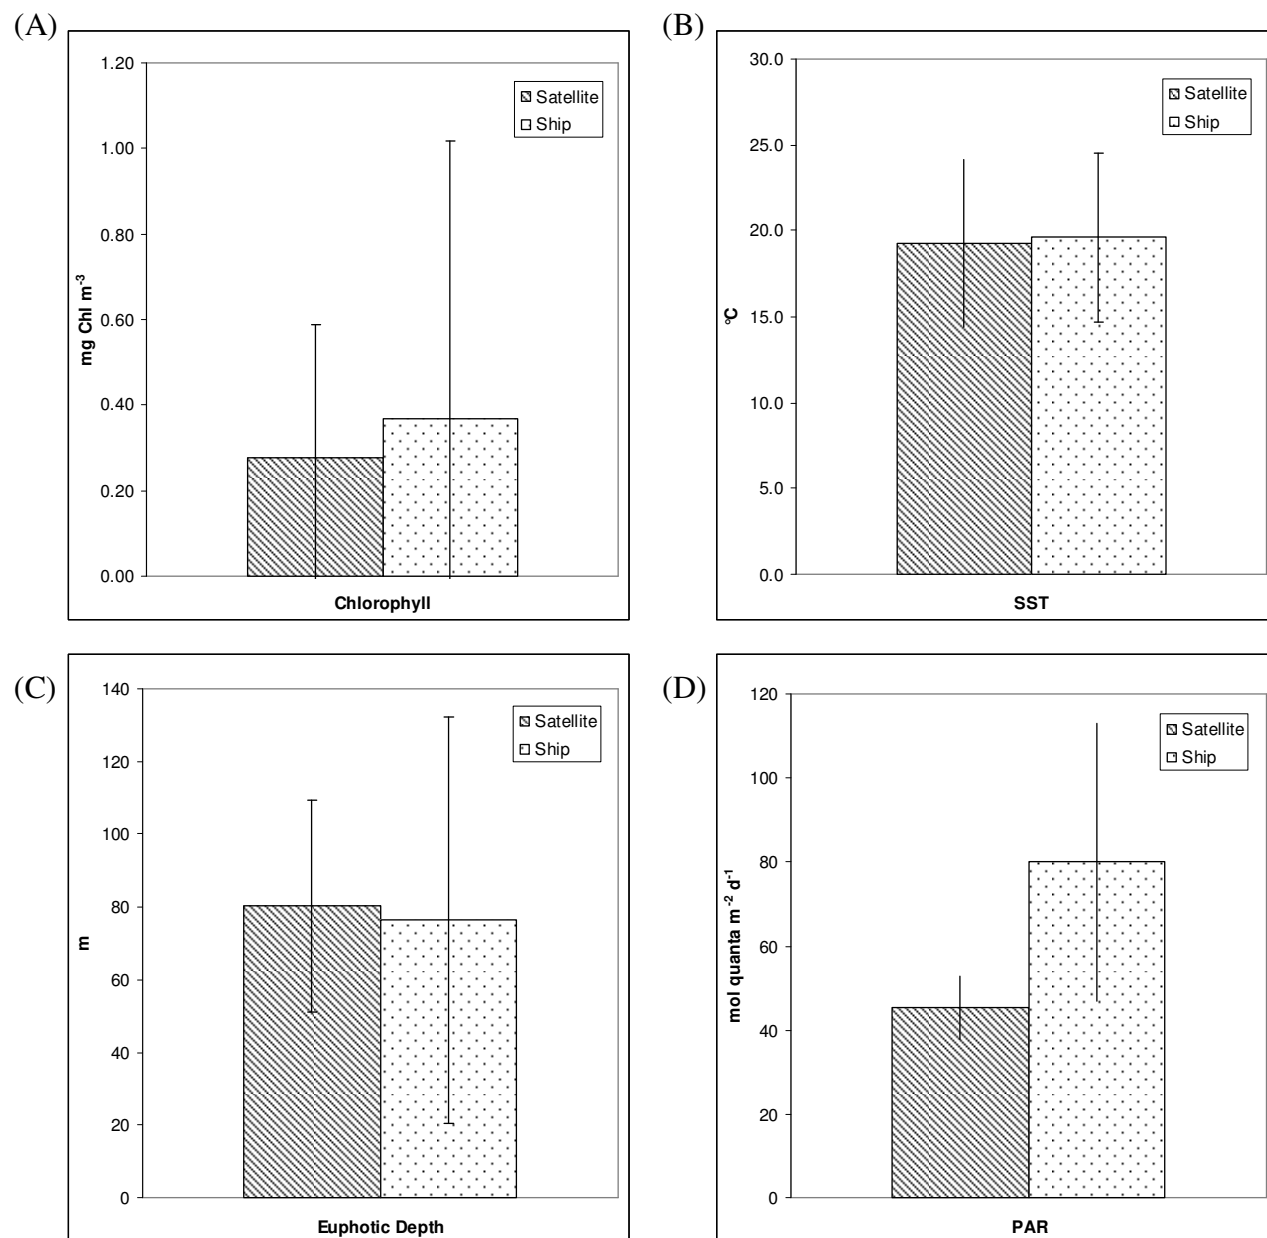 (A)
1.20
1.00
0.80
0.60
0.40
0.20
0.00
mg Chl m⁻³
Satellite
Ship
Chlorophyll
(B)
30.0
25.0
20.0
15.0
10.0
5.0
0.0
°C
Satellite
Ship
SST
(C)
140
120
100
80
60
40
20
0
m
Satellite
Ship
Euphotic Depth
(D)
120
100
80
60
40
20
0
mol quanta m⁻² d⁻¹
Satellite
Ship
PAR